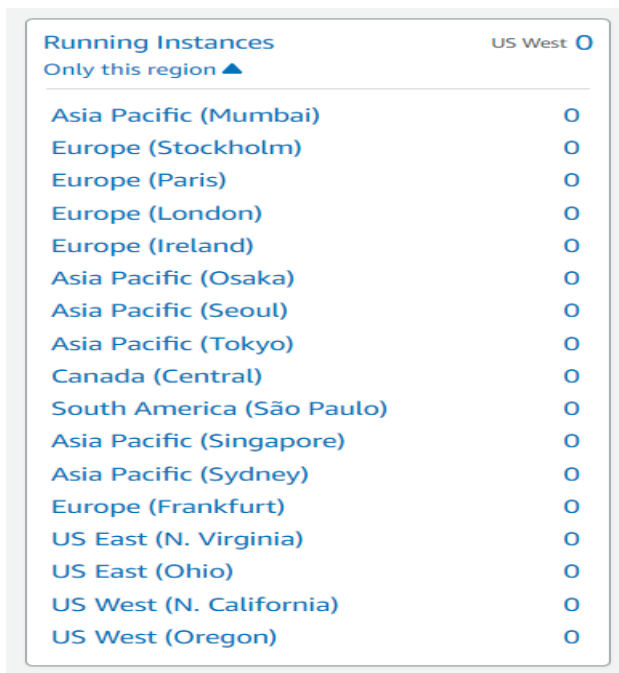 Running Instances US West 0
Only this region ▲
Asia Pacific (Mumbai) 0
Europe (Stockholm) 0
Europe (Paris) 0
Europe (London) 0
Europe (Ireland) 0
Asia Pacific (Osaka) 0
Asia Pacific (Seoul) 0
Asia Pacific (Tokyo) 0
Canada (Central) 0
South America (São Paulo) 0
Asia Pacific (Singapore) 0
Asia Pacific (Sydney) 0
Europe (Frankfurt) 0
US East (N. Virginia) 0
US East (Ohio) 0
US West (N. California) 0
US West (Oregon) 0